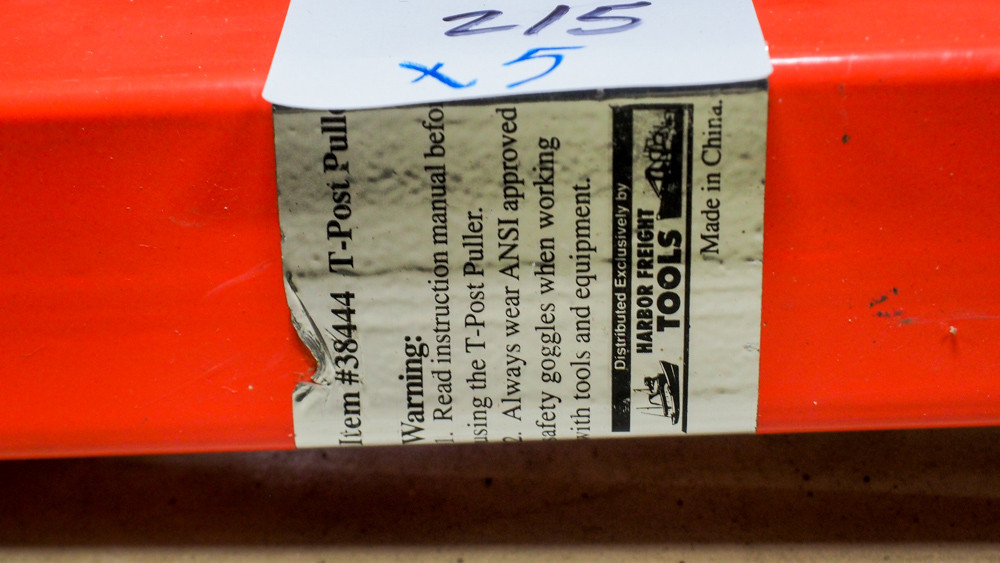 215
x5
Item #38444 T-Post Pull
Warning:
1. Read instruction manual befo
using the T-Post Puller.
2. Always wear ANSI approved
safety goggles when working
with tools and equipment.
Distributed Exclusively by
HARBOR FREIGHT
TOOLS
Made in China.